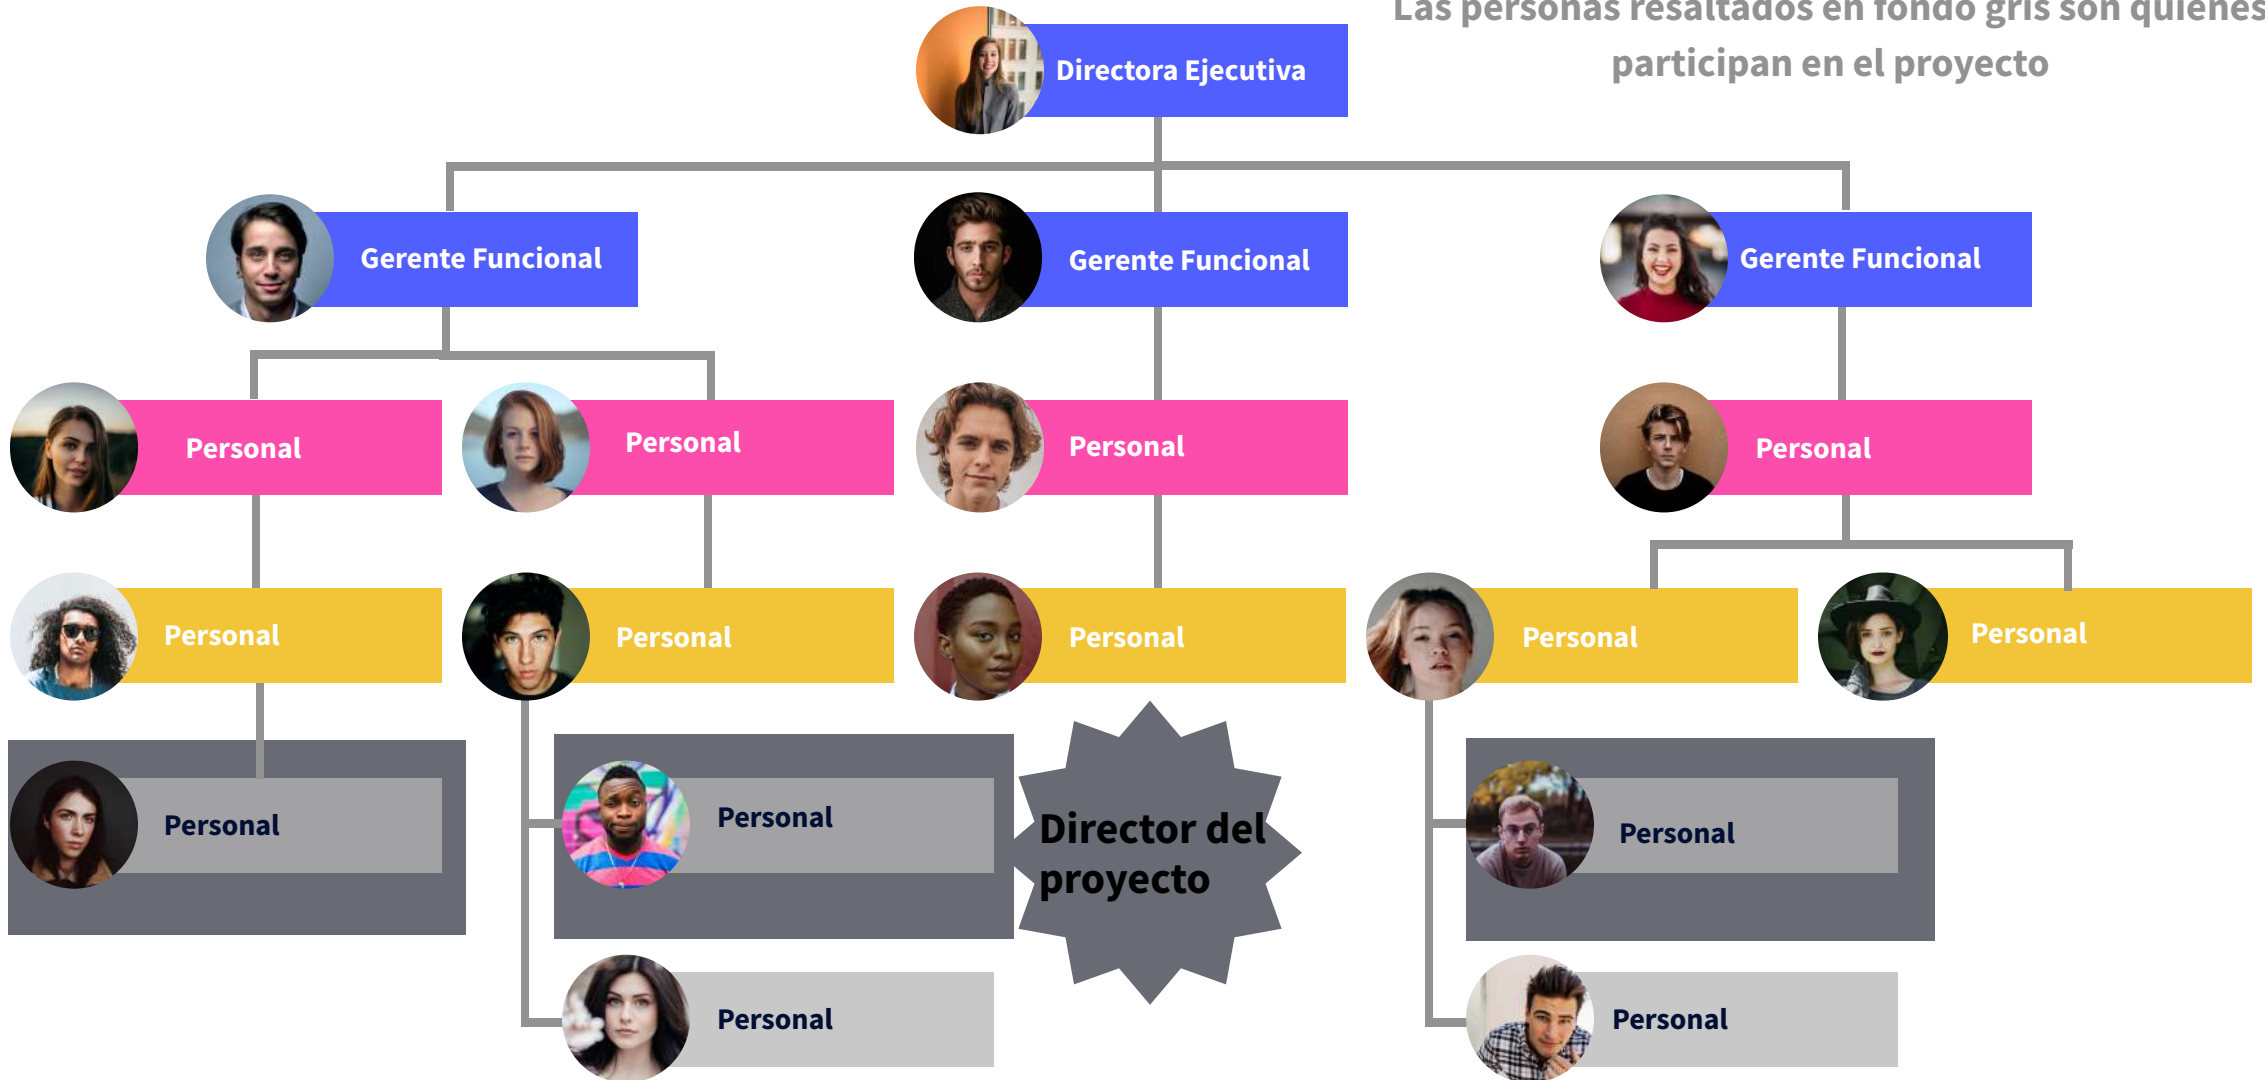 Las personas resaltados en fondo gris son quienes
participan en el proyecto
Directora Ejecutiva
Gerente Funcional
Gerente Funcional
Gerente Funcional
Personal
Personal
Personal
Personal
Personal
Personal
Personal
Personal
Personal
Personal
Personal
Director del
proyecto
Personal
Personal
Personal